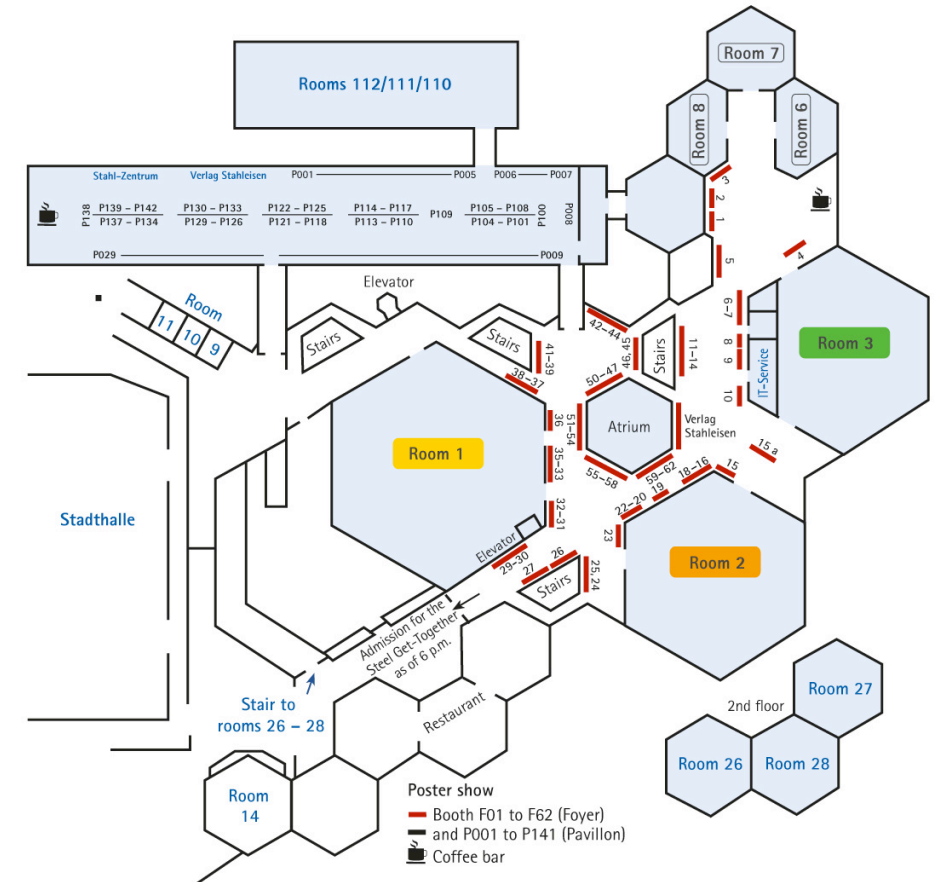 Room 7
Rooms 112/111/110
Room 8
Room 6
Stahl-Zentrum
Verlag Stahleisen
P001
P005
P006
P007
3
2
1
P138
P139 – P142
P137 – P134
P130 – P133
P129 – P126
P122 – P125
P121 – P118
P114 – P117
P113 – P110
P109
P105 – P108
P104 – P101
P100
P008
P029
P009
5
4
Elevator
Room
11
10
9
Stairs
Stairs
41–39
42–44
46, 45
Stairs
11–14
6–7
8
9
10
IT-Service
Room 3
38–37
50–47
36
51–54
Atrium
Verlag
Stahleisen
Room 1
35–33
55–58
59–62
15 a
15
18–16
19
22–20
23
32–31
Stadthalle
Elevator
29–30
27
26
Stairs
25, 24
Room 2
Admission for the
Steel Get-Together
as of 6 p.m.
Restaurant
Stair to
rooms 26 – 28
Room 27
2nd floor
Room 26
Room 28
Room
14
Poster show
Booth F01 to F62 (Foyer)
and P001 to P141 (Pavillon)
Coffee bar